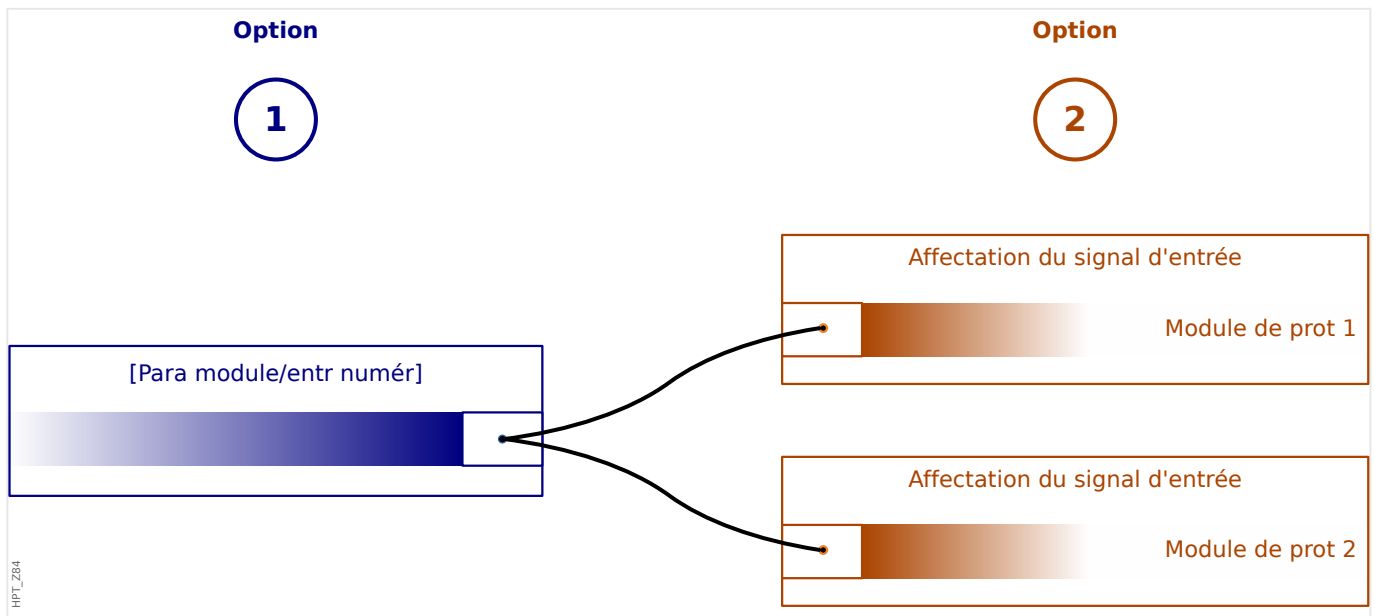 Option
Option
1
2
Affectation du signal d'entrée
Module de prot 1
[Para module/entr numér]
Affectation du signal d'entrée
Module de prot 2
HPT_Z84